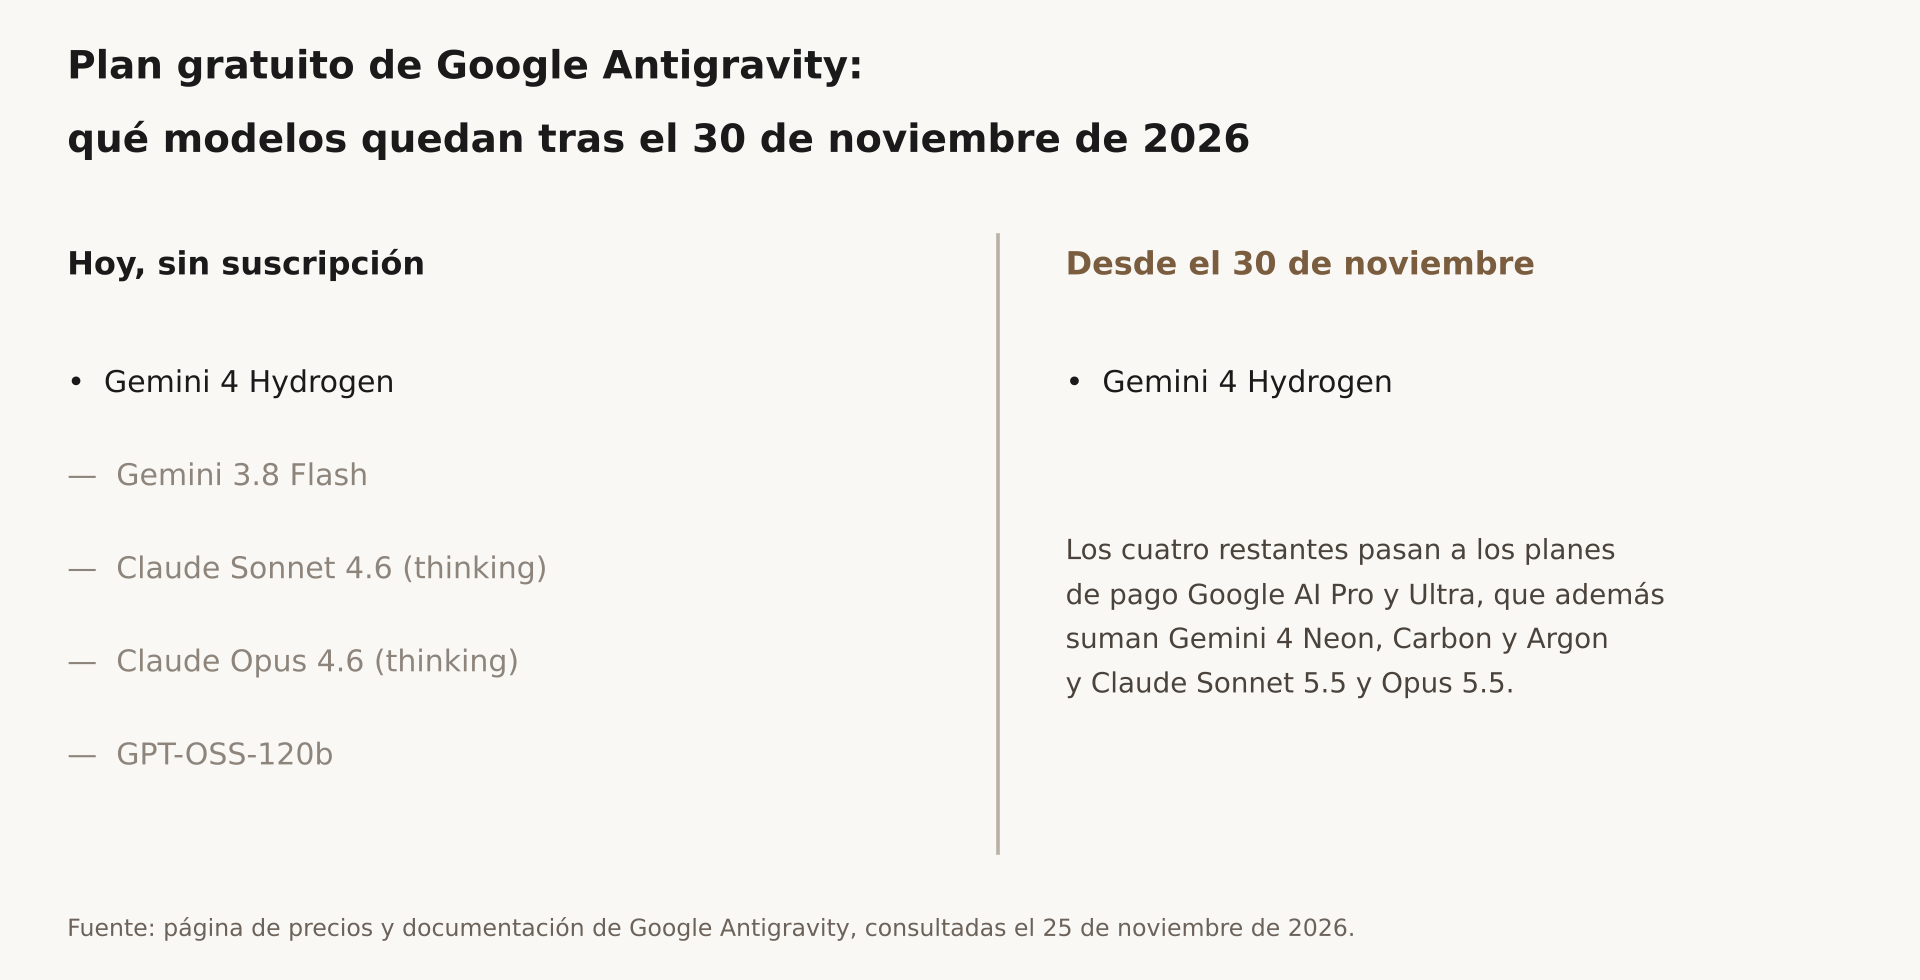 Plan gratuito de Google Antigravity:
qué modelos quedan tras el 30 de noviembre de 2026
Hoy, sin suscripción
• Gemini 4 Hydrogen
— Gemini 3.8 Flash
— Claude Sonnet 4.6 (thinking)
— Claude Opus 4.6 (thinking)
— GPT-OSS-120b
Desde el 30 de noviembre
• Gemini 4 Hydrogen
Los cuatro restantes pasan a los planes
de pago Google AI Pro y Ultra, que además
suman Gemini 4 Neon, Carbon y Argon
y Claude Sonnet 5.5 y Opus 5.5.
Fuente: página de precios y documentación de Google Antigravity, consultadas el 25 de noviembre de 2026.